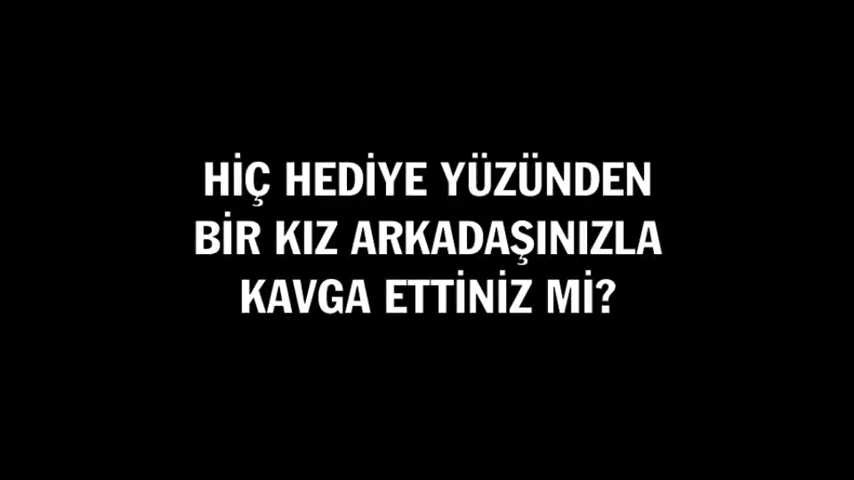 HİÇ HEDİYE YÜZÜNDEN
BİR KIZ ARKADAŞINIZLA
KAVGA ETTİNİZ Mİ?